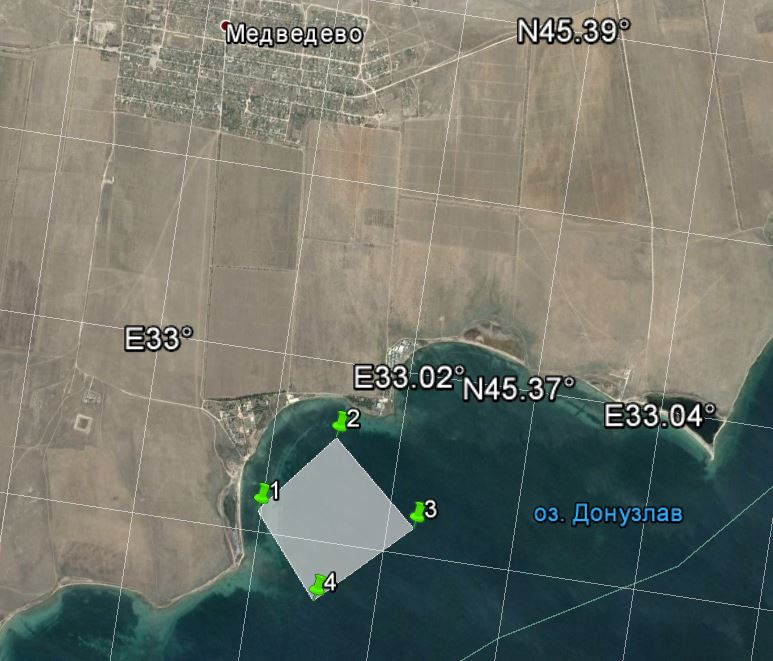 Медведево
N45.39°
E33°
E33.02°
N45.37°
E33.04°
2
1
3
оз. Донузлав
4